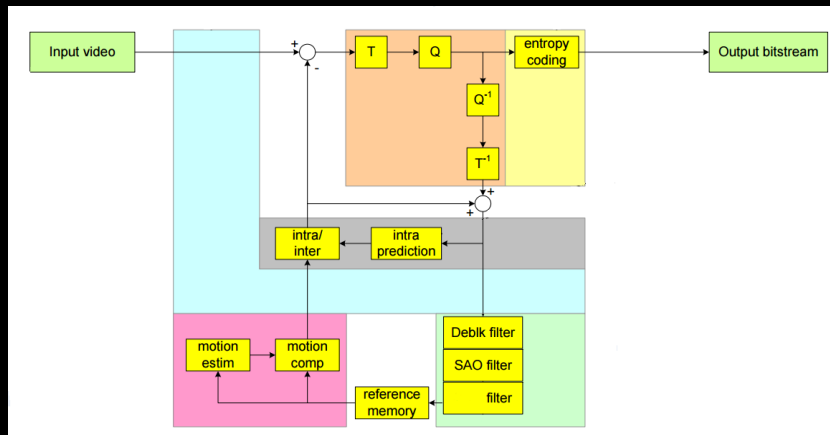 Input video
+
-
T
Q
entropy
coding
Output bitstream
Q-1
T-1
+
+
intra/
inter
intra
prediction
Deblk filter
SAO filter
filter
motion
estim
motion
comp
reference
memory